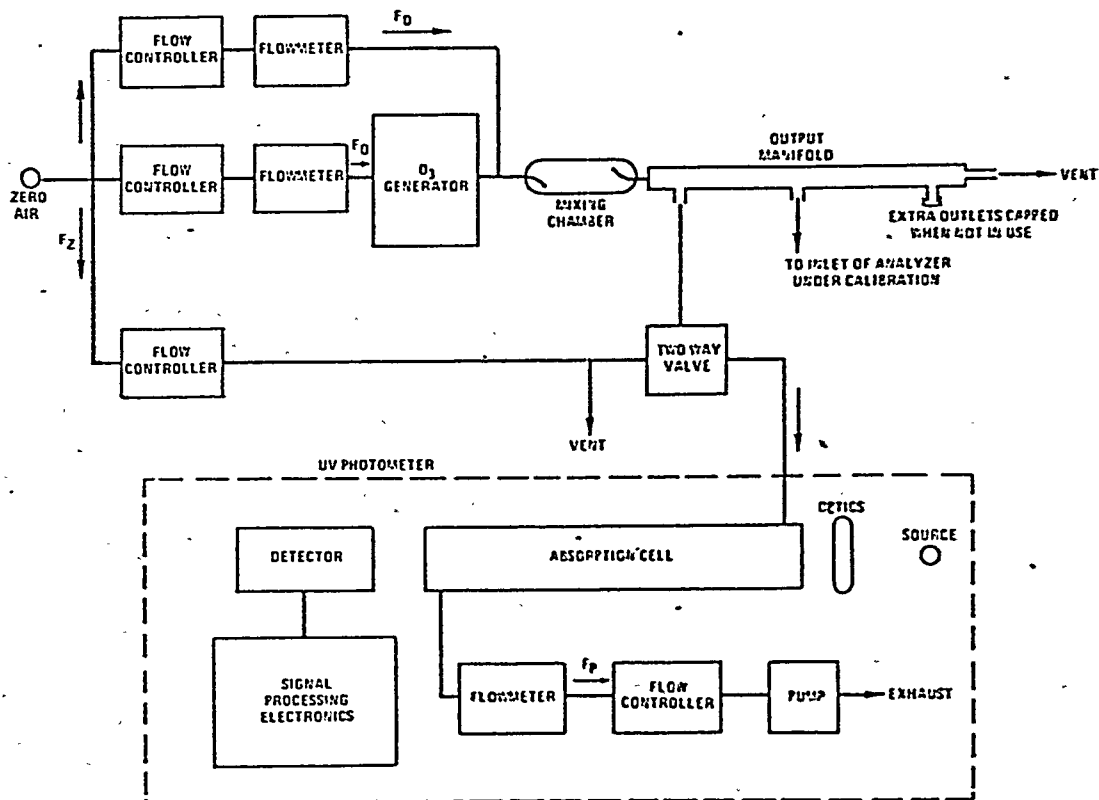 FD
FLOW
CONTROLLER
FLOWMETER
FLOW
CONTROLLER
FLOWMETER
FO
O3
GENERATOR
ZERO
AIR
MIXING
CHAMBER
OUTPUT
MANIFOLD
VENT
EXTRA OUTLETS CAPPED
WHEN NOT IN USE
TO INLET OF ANALYZER
UNDER CALIBRATION
FZ
FLOW
CONTROLLER
TWO WAY
VALVE
VENT
UV PHOTOMETER
DETECTOR
ABSORPTION CELL
OPTICS
SOURCE
SIGNAL
PROCESSING
ELECTRONICS
FLOWMETER
FP
FLOW
CONTROLLER
PUMP
EXHAUST